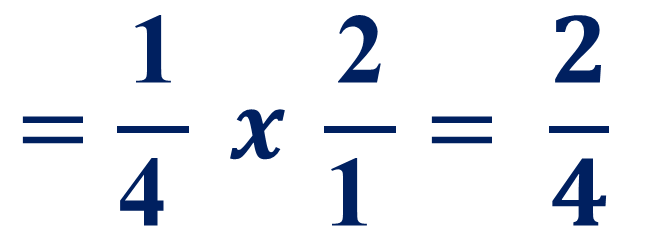 = 1/4 x 2/1 = 2/4